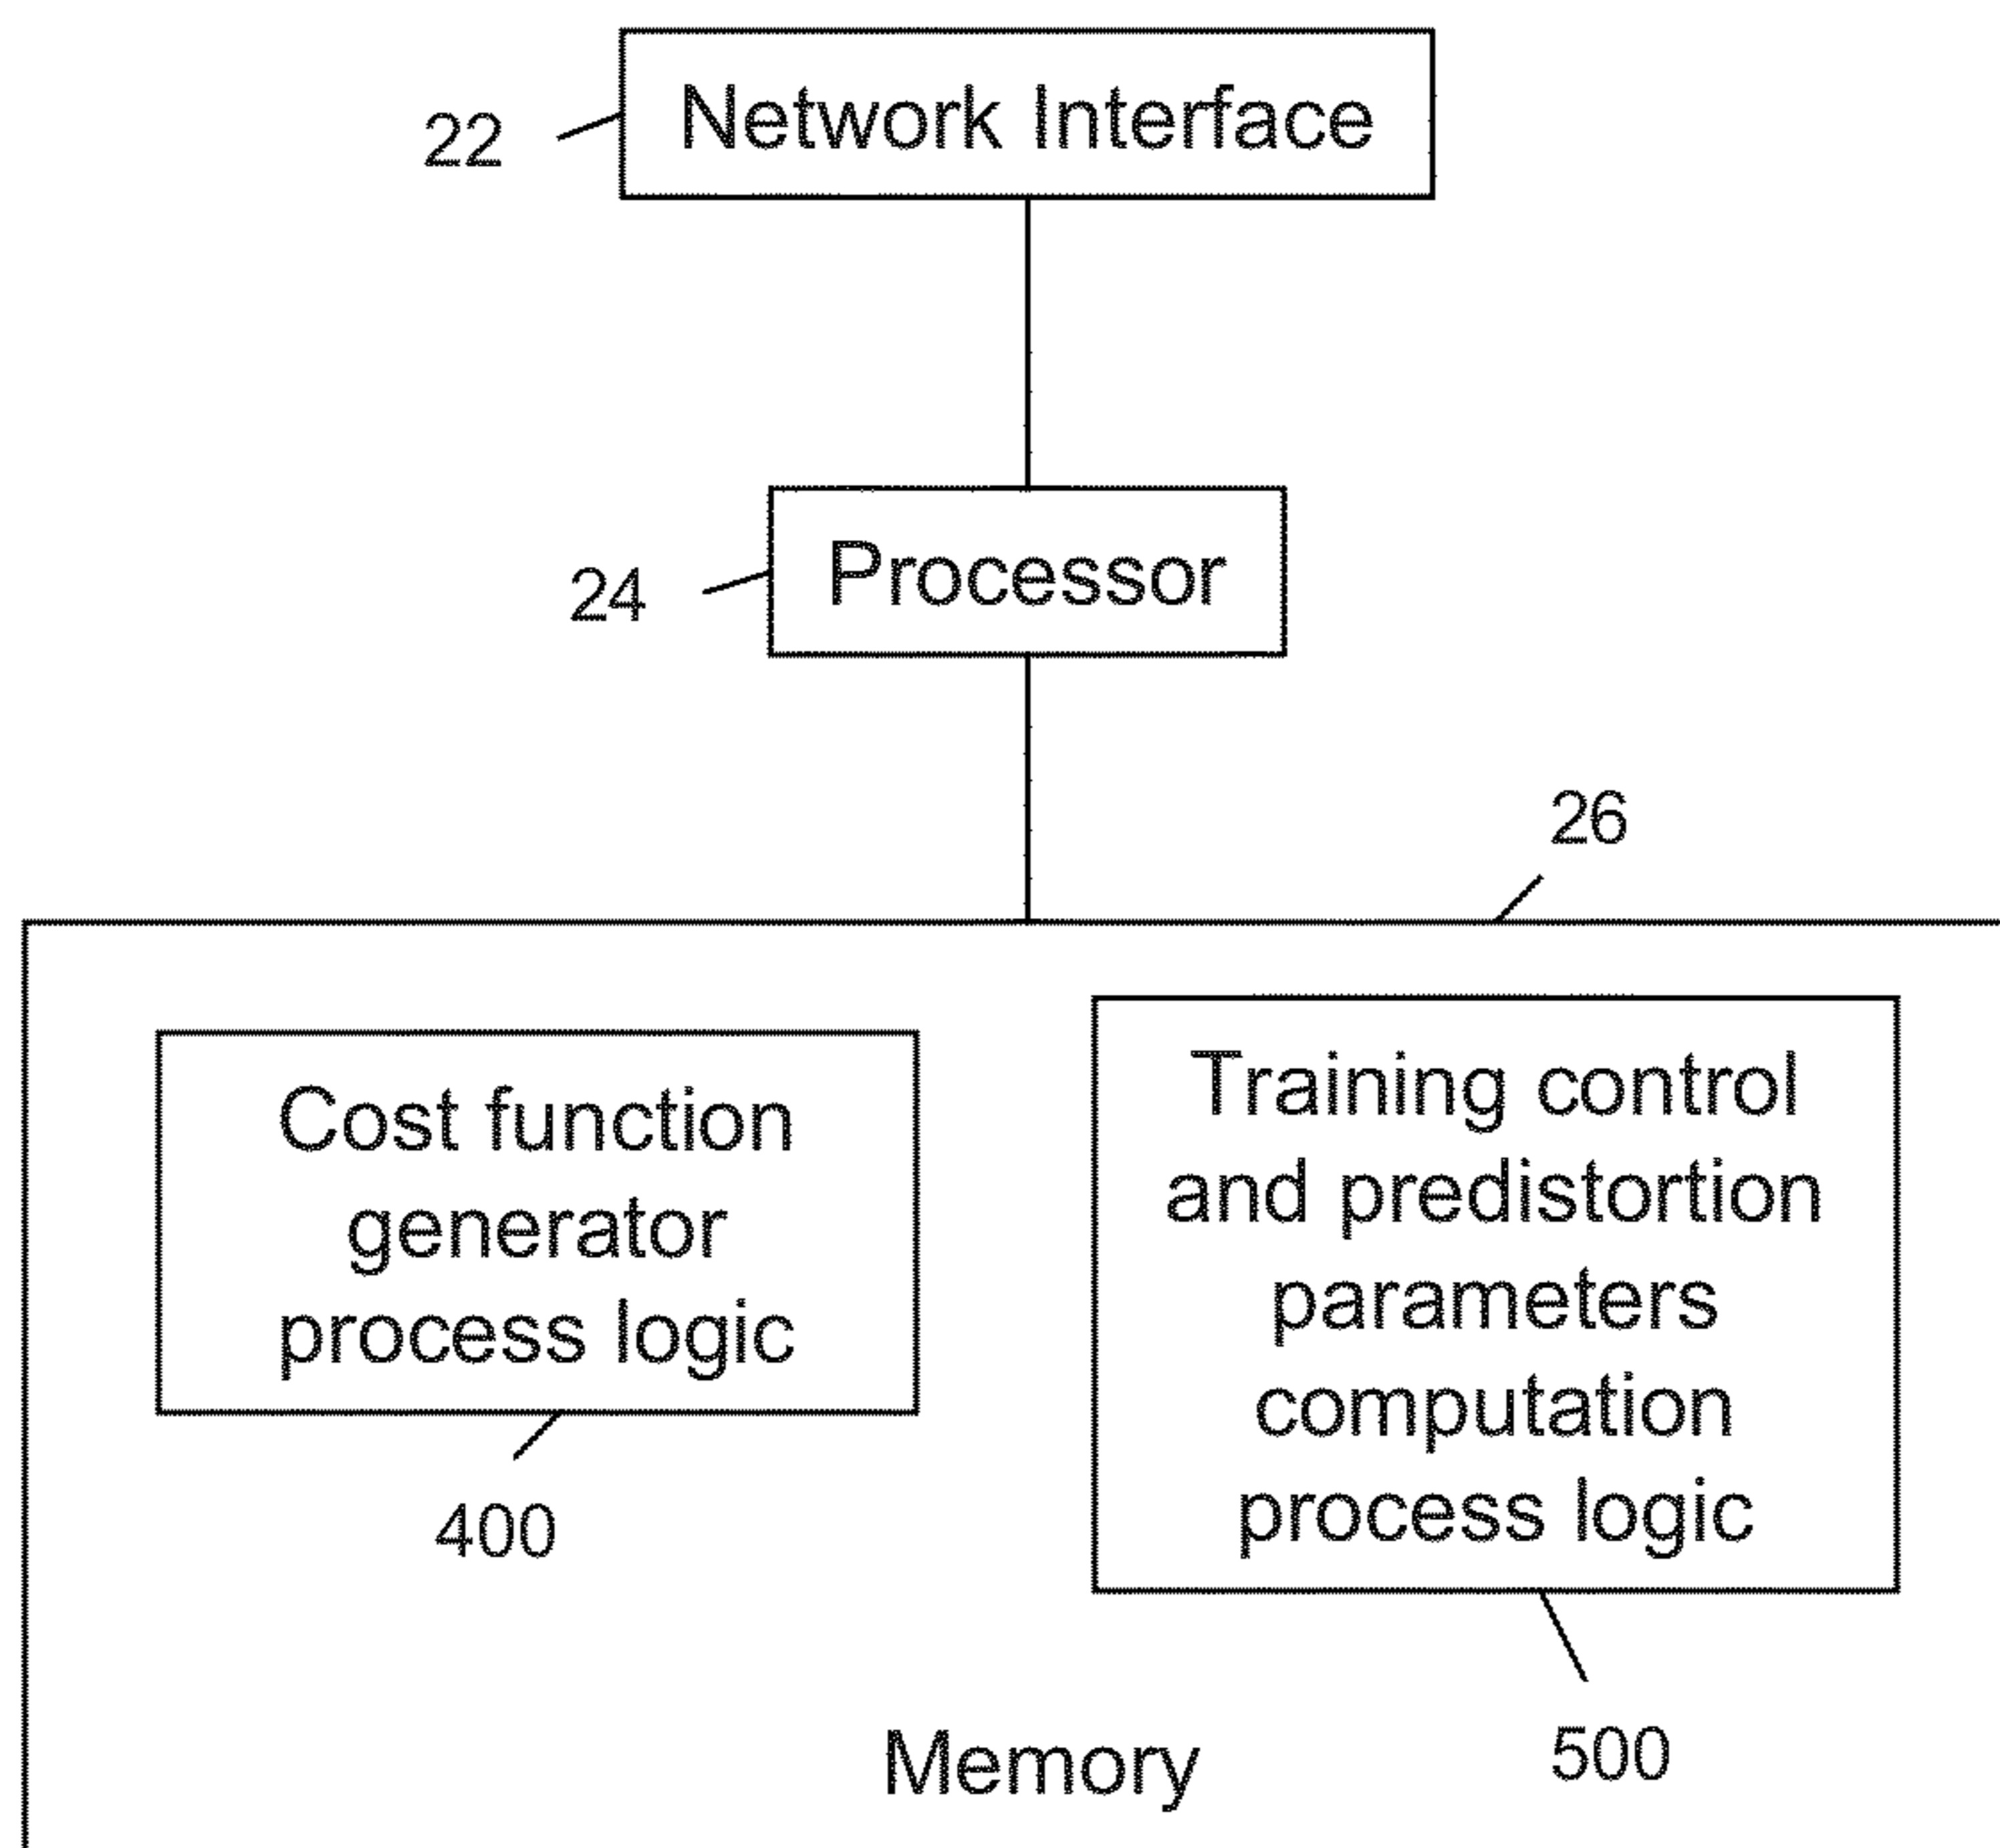 Network Interface
22
Processor
24
26
Cost function
generator
process logic
400
Training control
and predistortion
parameters
computation
process logic
500
Memory